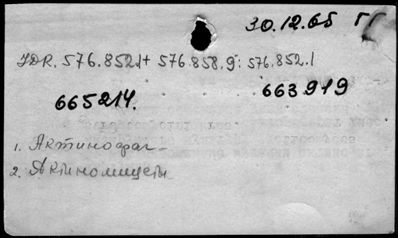 30.12.65
УДК. 576.852.1+ 576.858.9: 576.852.1
665214. 663919
1. Актинофаг
2. Актиномицеты